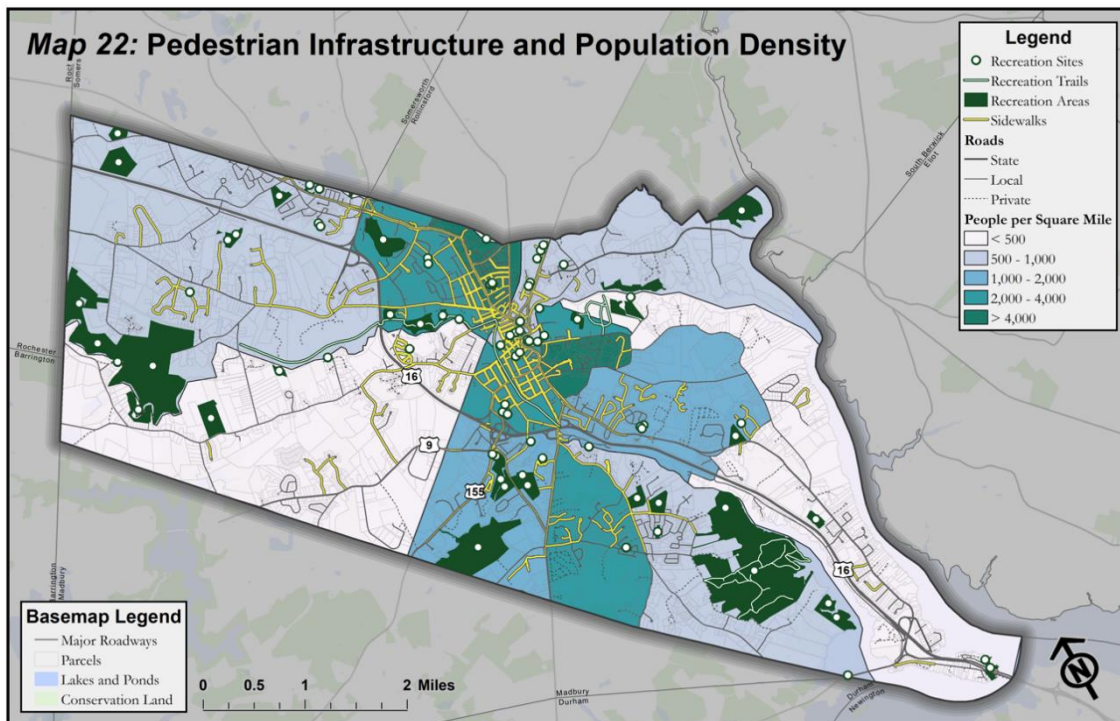 Map 22: Pedestrian Infrastructure and Population Density
Legend
Recreation Sites
Recreation Trails
Recreation Areas
Sidewalks
Roads
State
Local
Private
People per Square Mile
< 500
500 - 1,000
1,000 - 2,000
2,000 - 4,000
> 4,000
Somersworth
Rollinsford
South Berwick
Eliot
Rochester
Barrington
16
9
155
16
Madbury
Basemap Legend
Major Roadways
Parcels
Lakes and Ponds
Conservation Land
0 0.5 1 2 Miles
Madbury
Durham
Durham
Newington
N